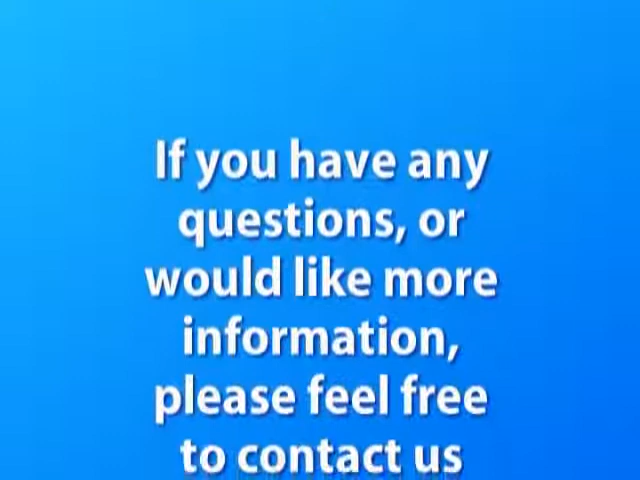 If you have any
questions, or
would like more
information,
please feel free
to contact us